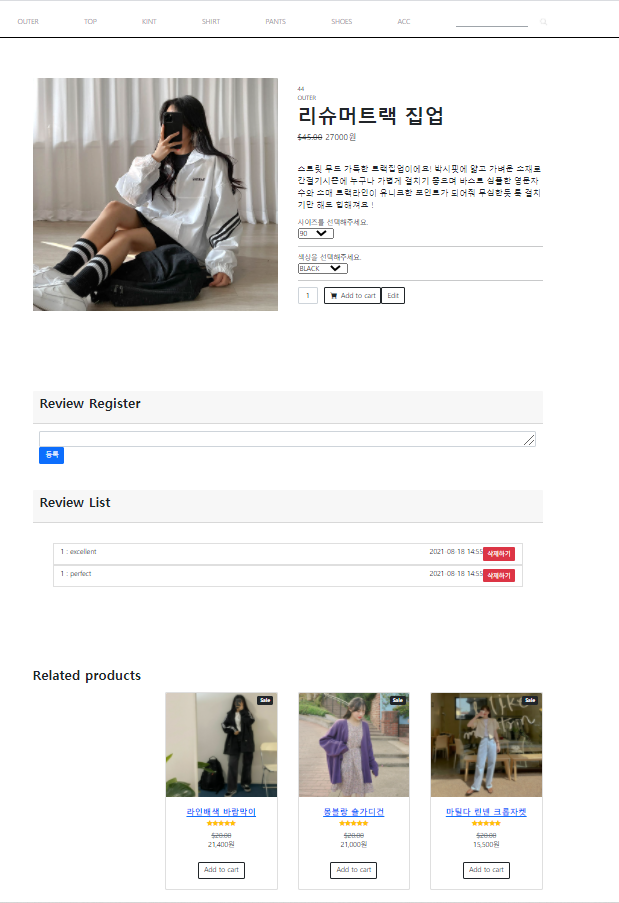 OUTER TOP KINT SHIRT PANTS SHOES ACC
44
OUTER
리슈머트랙 집업
$45.00 27000원
스트릿 무드 가득한 트랙집업이에요! 박시핏에 얇고 가벼운 소재로
간절기시즌에 누구나 가볍게 걸치기 좋으며 바스트 심플한 영문자
수와 소매 트랙라인이 유니크한 포인트가 되어줘 무심한듯 툭 걸치
기만 해도 힙해져요 !
사이즈를 선택해주세요.
90
색상을 선택해주세요.
BLACK
1 Add to cart Edit
Review Register
등록
Review List
1 : excellent 2021-08-18 14:55 삭제하기
1 : perfect 2021-08-18 14:55 삭제하기
Related products
Sale Sale Sale
라인배색 바람막이 몽블랑 숄가디건 마틸다 린넨 크롭자켓
$20.00 $20.00 $20.00
21,400원 21,000원 15,500원
Add to cart Add to cart Add to cart